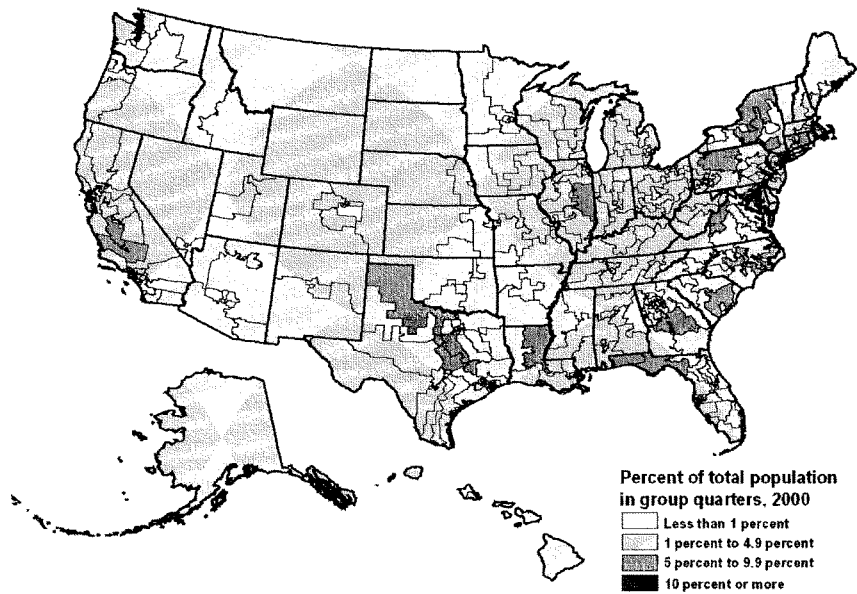 Percent of total population
in group quarters, 2000
Less than 1 percent
1 percent to 4.9 percent
5 percent to 9.9 percent
10 percent or more